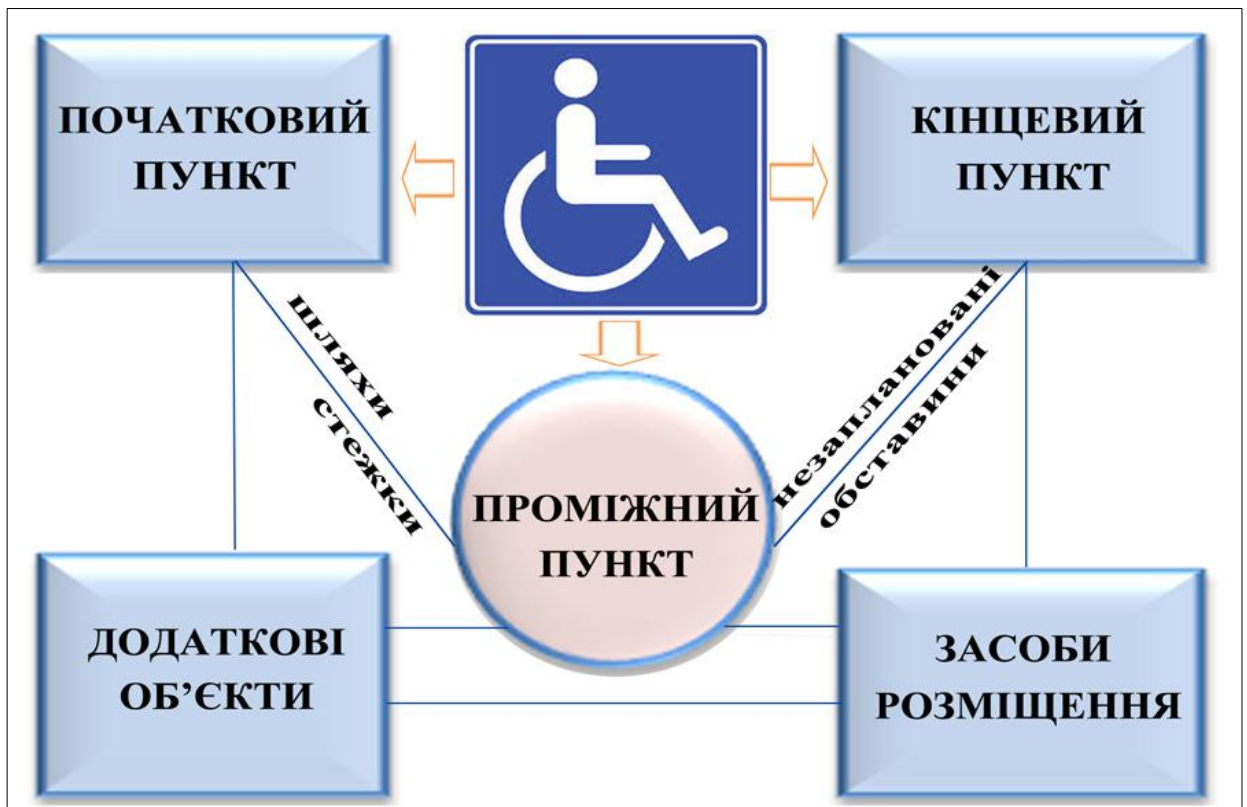 ПОЧАТКОВИЙ
ПУНКТ
КІНЦЕВИЙ
ПУНКТ
шляхи
стежки
незаплановані
обставини
ПРОМІЖНИЙ
ПУНКТ
ДОДАТКОВІ
ОБ’ЄКТИ
ЗАСОБИ
РОЗМІЩЕННЯ